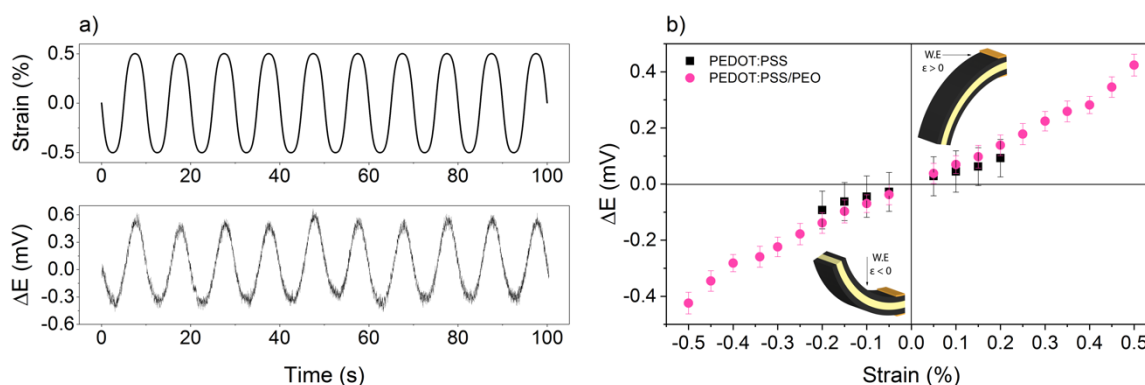 a)
0.5
0.0
-0.5
Strain (%)
0 20 40 60 80 100
0.6
0.3
0.0
-0.3
-0.6
ΔE (mV)
0 20 40 60 80 100
Time (s)
b)
PEDOT:PSS
PEDOT:PSS/PEO
W.E
ε > 0
W.E
ε < 0
0.4
0.2
0.0
-0.2
-0.4
ΔE (mV)
-0.5 -0.4 -0.3 -0.2 -0.1 0.0 0.1 0.2 0.3 0.4 0.5
Strain (%)